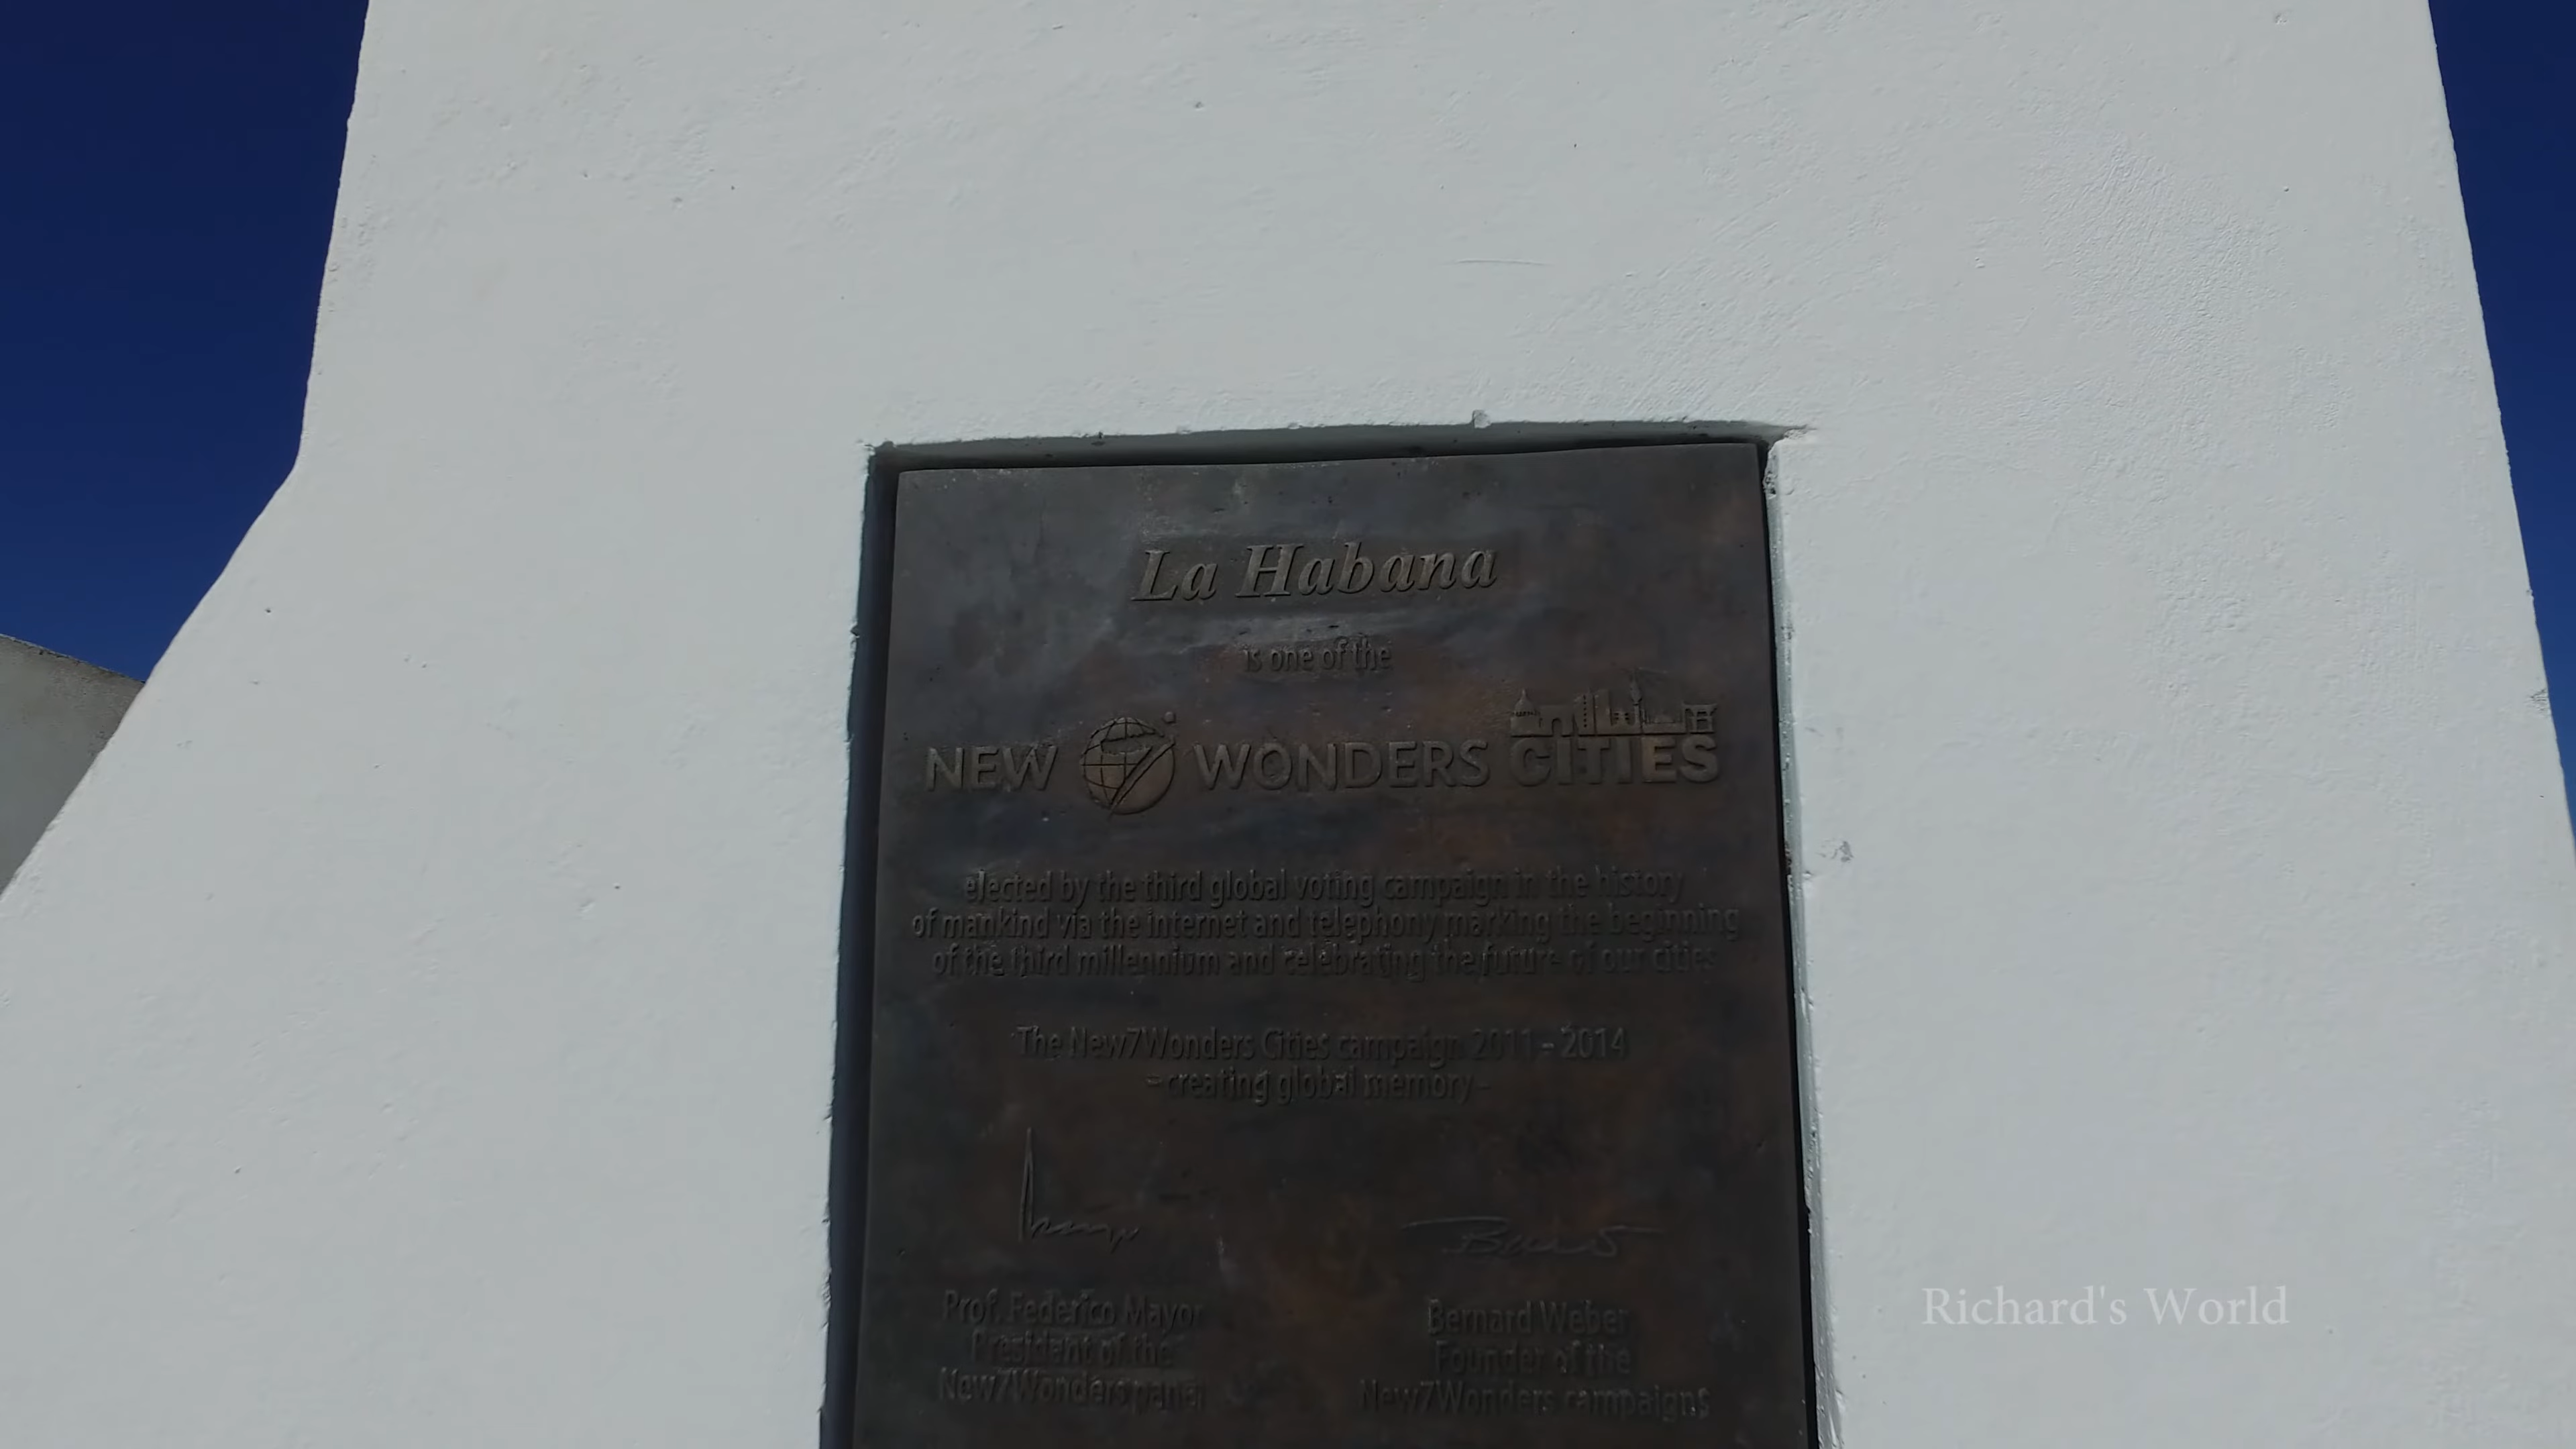 La Habana
is one of the
NEW 7 WONDERS CITIES
elected by the third global voting campaign in the history
of mankind via the internet and telephony marking the beginning
of the third millennium and celebrating the future of our cities
The New7Wonders Cities campaign 2011 - 2014
- creating global memory -
Prof. Federico Mayor
President of the
New7Wonders panel
Bernard Weber
Founder of the
New7Wonders campaigns
Richard's World